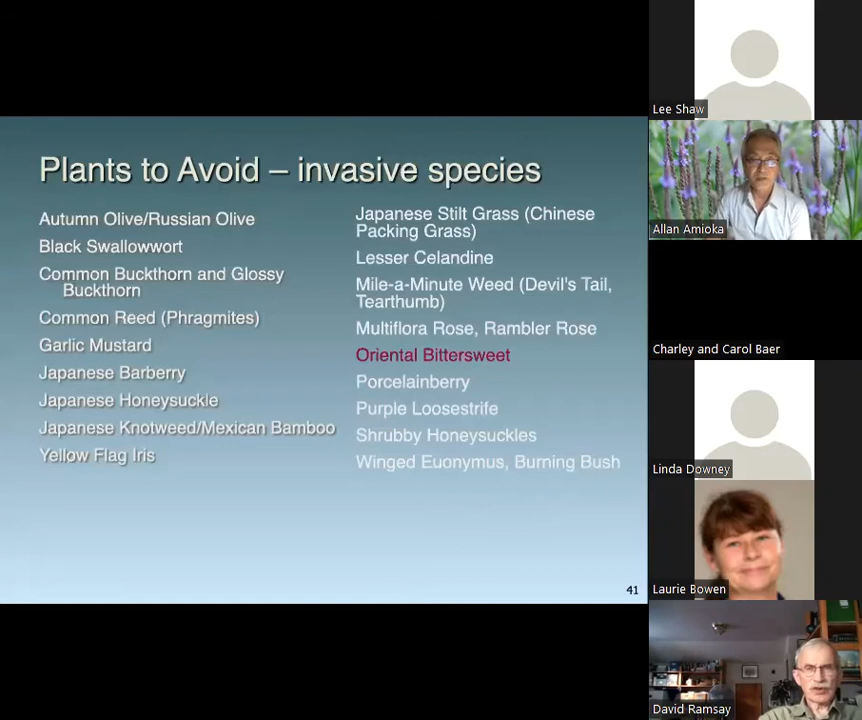 Plants to Avoid – invasive species
Autumn Olive/Russian Olive
Black Swallowwort
Common Buckthorn and Glossy
Buckthorn
Common Reed (Phragmites)
Garlic Mustard
Japanese Barberry
Japanese Honeysuckle
Japanese Knotweed/Mexican Bamboo
Yellow Flag Iris
Japanese Stilt Grass (Chinese
Packing Grass)
Lesser Celandine
Mile-a-Minute Weed (Devil's Tail,
Tearthumb)
Multiflora Rose, Rambler Rose
Oriental Bittersweet
Porcelainberry
Purple Loosestrife
Shrubby Honeysuckles
Winged Euonymus, Burning Bush
41
Lee Shaw
Allan Amioka
Charley and Carol Baer
Linda Downey
Laurie Bowen
David Ramsay